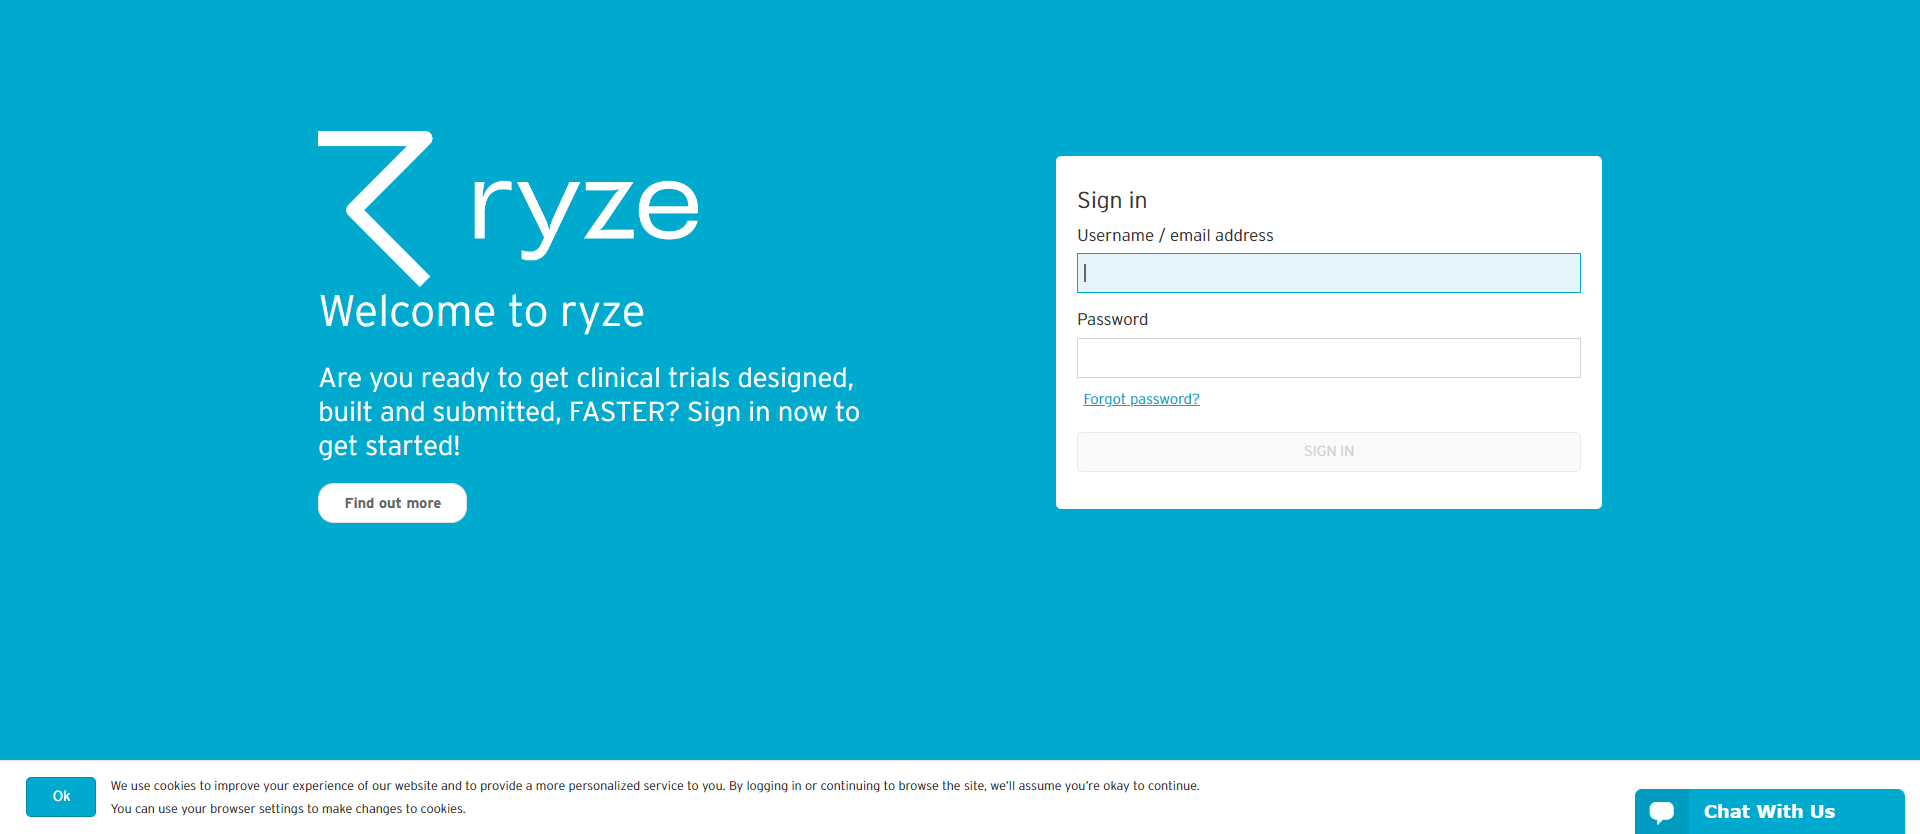 ryze
Welcome to ryze
Are you ready to get clinical trials designed,
built and submitted, FASTER? Sign in now to
get started!
Find out more
Sign in
Username / email address
Password
Forgot password?
SIGN IN
Ok
We use cookies to improve your experience of our website and to provide a more personalized service to you. By logging in or continuing to browse the site, we'll assume you're okay to continue.
You can use your browser settings to make changes to cookies.
Chat With Us